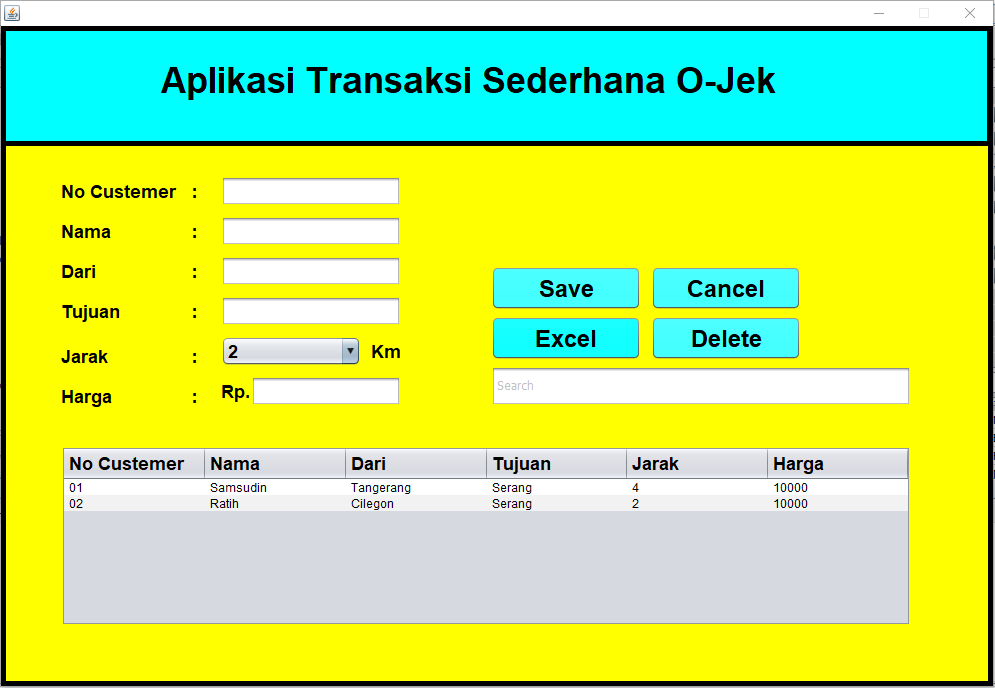 Aplikasi Transaksi Sederhana O-Jek
No Custemer :
Nama :
Dari :
Tujuan :
Jarak : 2 Km
Harga : Rp.
Save Cancel
Excel Delete
Search
No Custemer Nama Dari Tujuan Jarak Harga
01 Samsudin Tangerang Serang 4 10000
02 Ratih Cilegon Serang 2 10000